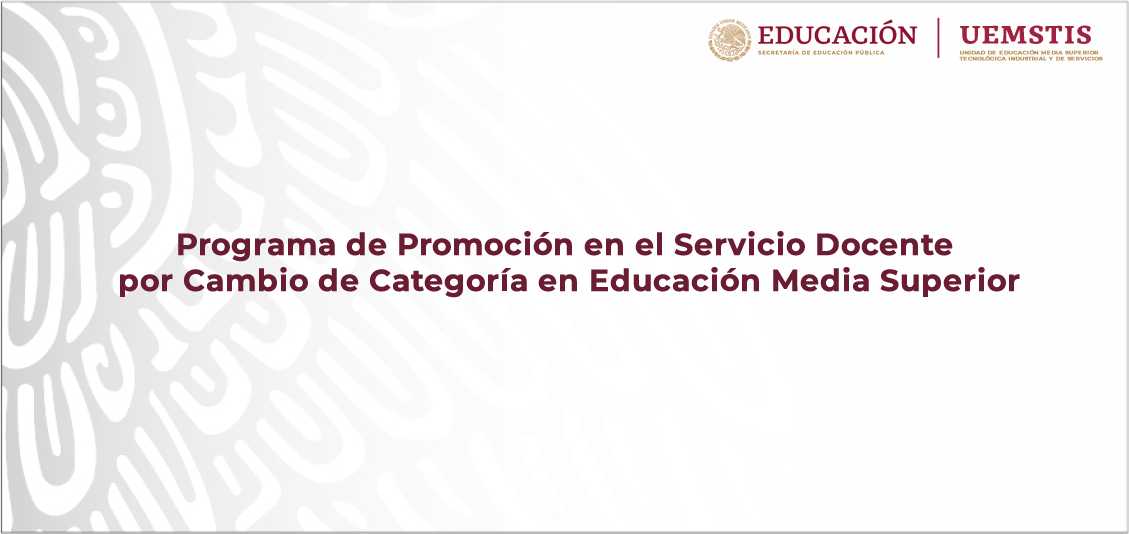 EDUCACIÓN
SECRETARÍA DE EDUCACIÓN PÚBLICA
UEMSTIS
UNIDAD DE EDUCACIÓN MEDIA SUPERIOR
TECNOLÓGICA INDUSTRIAL Y DE SERVICIOS
Programa de Promoción en el Servicio Docente
por Cambio de Categoría en Educación Media Superior